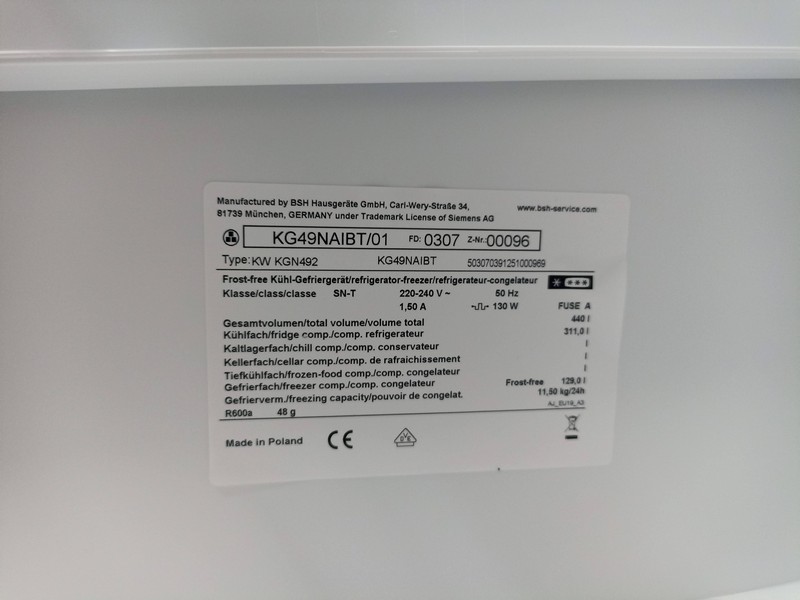 Manufactured by BSH Hausgeräte GmbH, Carl-Wery-Straße 34,
81739 München, GERMANY under Trademark License of Siemens AG
www.bsh-service.com
KG49NAIBT/01 FD: 0307 Z-Nr.: 00096
Type: KW KGN492 KG49NAIBT 503070391251000969
Frost-free Kühl-Gefriergerät/refrigerator-freezer/refrigerateur-congelateur
Klasse/class/classe SN-T 220-240 V ~ 50 Hz
1,50 A 130 W FUSE A
Gesamtvolumen/total volume/volume total 440 l
Kühlfach/fridge comp./comp. refrigerateur 311,0 l
Kaltlagerfach/chill comp./comp. conservateur l
Kellerfach/cellar comp./comp. de rafraichissement l
Tiefkühlfach/frozen-food comp./comp. congelateur l
Gefrierfach/freezer comp./comp. congelateur Frost-free 129,0 l
Gefrierverm./freezing capacity/pouvoir de congelat. 11,50 kg/24h
R600a 48 g
Made in Poland CE